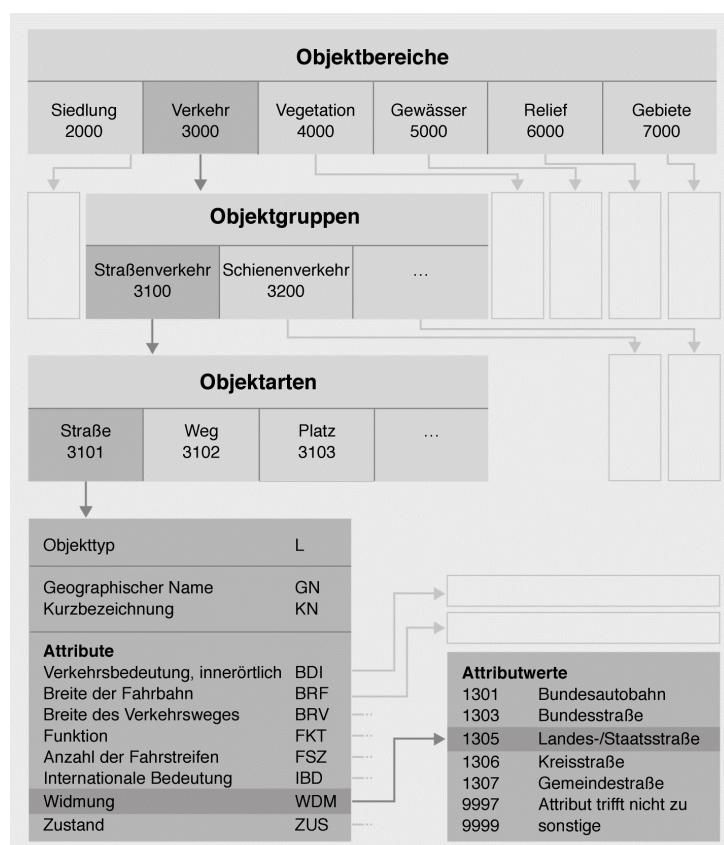 Objektbereiche
Siedlung Verkehr Vegetation Gewässer Relief Gebiete
2000 3000 4000 5000 6000 7000
Objektgruppen
Straßenverkehr Schienenverkehr ...
3100 3200
Objektarten
Straße Weg Platz ...
3101 3102 3103
Objekttyp L
Geographischer Name GN
Kurzbezeichnung KN
Attribute
Verkehrsbedeutung, innerörtlich BDI
Breite der Fahrbahn BRF
Breite des Verkehrsweges BRV
Funktion FKT
Anzahl der Fahrstreifen FSZ
Internationale Bedeutung IBD
Widmung WDM
Zustand ZUS
Attributwerte
1301 Bundesautobahn
1303 Bundesstraße
1305 Landes-/Staatsstraße
1306 Kreisstraße
1307 Gemeindestraße
9997 Attribut trifft nicht zu
9999 sonstige